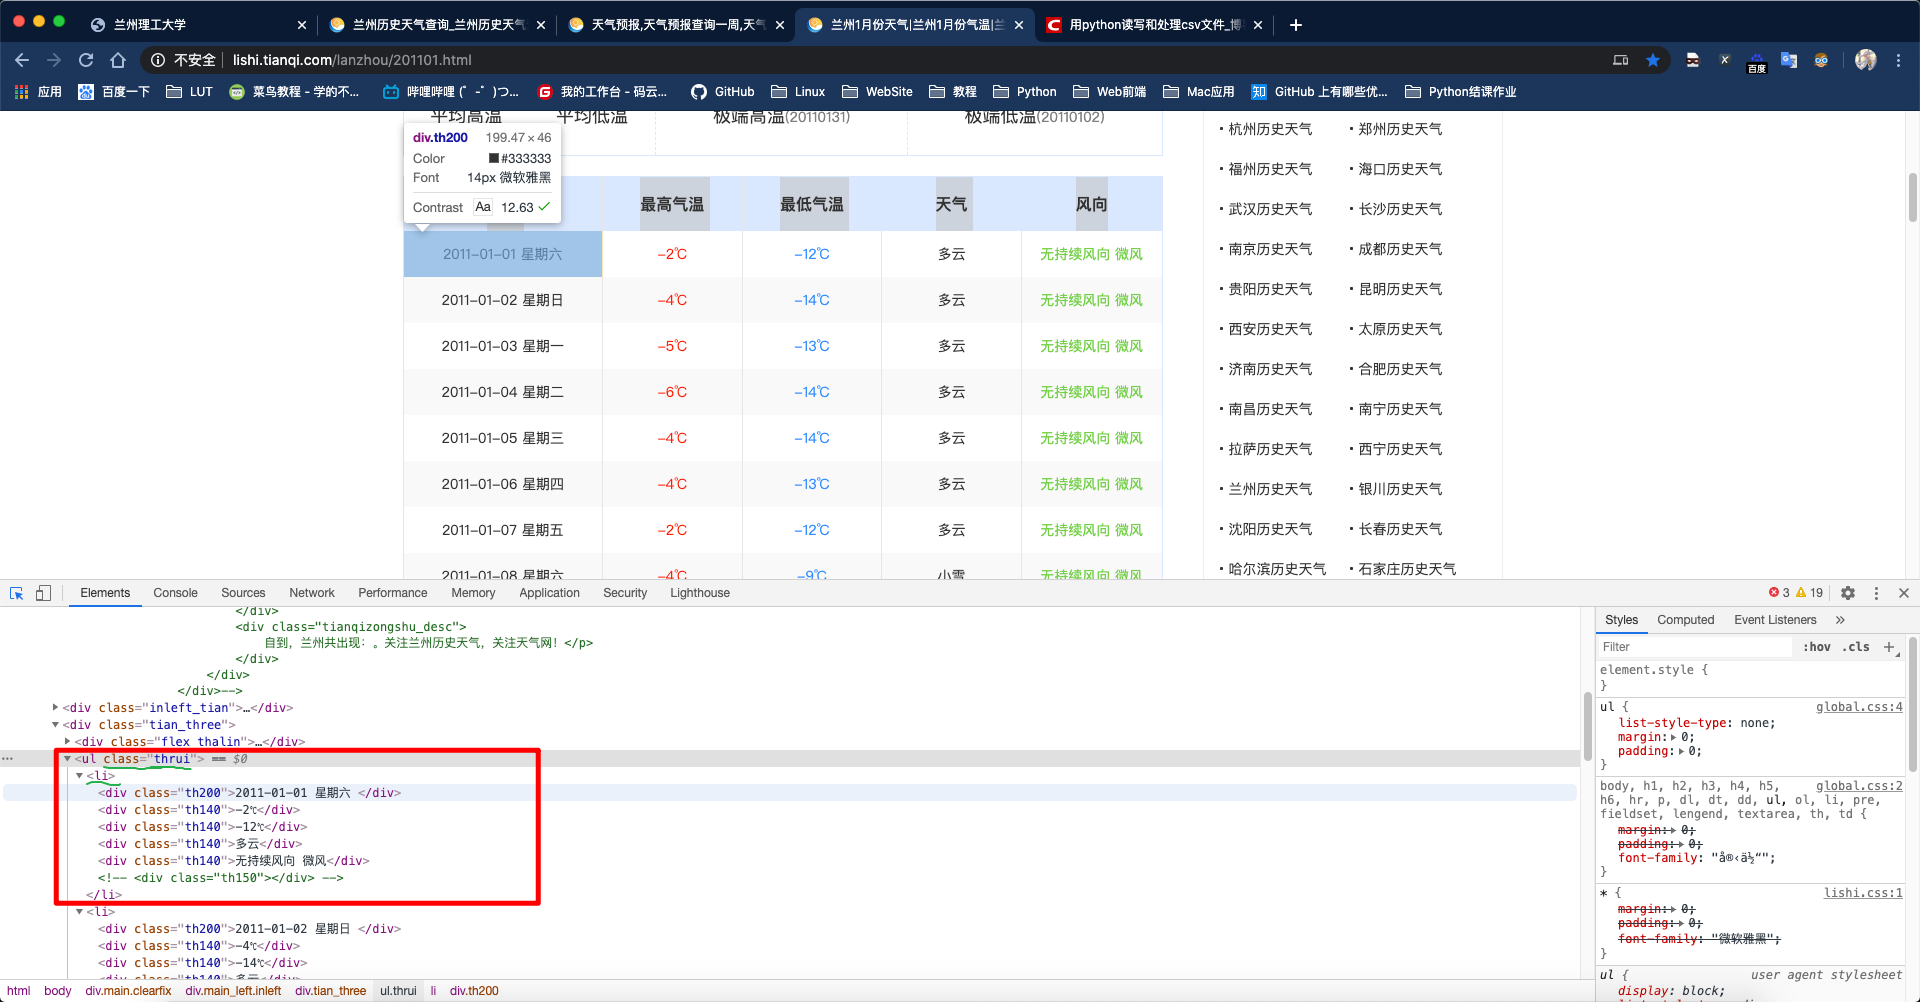 兰州理工大学
兰州历史天气查询_兰州历史天气
天气预报,天气预报查询一周,天气
兰州1月份天气|兰州1月份气温|兰
用python读写和处理csv文件_博
不安全 lishi.tianqi.com/lanzhou/201101.html
百度
应用 百度一下 LUT 菜鸟教程 - 学的不... 哔哩哔哩 (゜-゜)つ... 我的工作台 - 码云... GitHub Linux WebSite 教程 Python Web前端 Mac应用 知 GitHub 上有哪些优... Python结课作业
平均高温 平均低温 极端高温(20110131) 极端低温(20110102)
div.th200 199.47 × 46
Color #333333
Font 14px 微软雅黑
Contrast Aa 12.63
最高气温 最低气温 天气 风向
2011-01-01 星期六 -2℃ -12℃ 多云 无持续风向 微风
2011-01-02 星期日 -4℃ -14℃ 多云 无持续风向 微风
2011-01-03 星期一 -5℃ -13℃ 多云 无持续风向 微风
2011-01-04 星期二 -6℃ -14℃ 多云 无持续风向 微风
2011-01-05 星期三 -4℃ -14℃ 多云 无持续风向 微风
2011-01-06 星期四 -4℃ -13℃ 多云 无持续风向 微风
2011-01-07 星期五 -2℃ -12℃ 多云 无持续风向 微风
2011-01-08 星期六 -4℃ -9℃ 小雪 无持续风向 微风
· 杭州历史天气 · 郑州历史天气
· 福州历史天气 · 海口历史天气
· 武汉历史天气 · 长沙历史天气
· 南京历史天气 · 成都历史天气
· 贵阳历史天气 · 昆明历史天气
· 西安历史天气 · 太原历史天气
· 济南历史天气 · 合肥历史天气
· 南昌历史天气 · 南宁历史天气
· 拉萨历史天气 · 西宁历史天气
· 兰州历史天气 · 银川历史天气
· 沈阳历史天气 · 长春历史天气
· 哈尔滨历史天气 · 石家庄历史天气
Elements Console Sources Network Performance Memory Application Security Lighthouse 3 19
</div>
<div class="tianqizongshu_desc">
自到, 兰州共出现: 。关注兰州历史天气, 关注天气网! </p>
</div>
</div>
</div>-->
<div class="inleft_tian">…</div>
<div class="tian_three">
<div class="flex thalin">…</div>
<ul class="thrui"> == $0
<li>
<div class="th200">2011-01-01 星期六 </div>
<div class="th140">-2℃</div>
<div class="th140">-12℃</div>
<div class="th140">多云</div>
<div class="th140">无持续风向 微风</div>
<!-- <div class="th150"></div> -->
</li>
<li>
<div class="th200">2011-01-02 星期日 </div>
<div class="th140">-4℃</div>
<div class="th140">-14℃</div>
<div class="th140">多云</div>
html body div.main.clearfix div.main_left.inleft div.tian_three ul.thrui li div.th200
Styles Computed Event Listeners »
Filter :hov .cls +
element.style {
}
ul { global.css:4
list-style-type: none;
margin: 0;
padding: 0;
}
body, h1, h2, h3, h4, h5, global.css:2
h6, hr, p, dl, dt, dd, ul, ol, li, pre,
fieldset, lengend, textarea, th, td {
margin: 0;
padding: 0;
font-family: "å®‹ä½“";
}
* { lishi.css:1
margin: 0;
padding: 0;
font-family: "微软雅黑";
}
ul { user agent stylesheet
display: block;